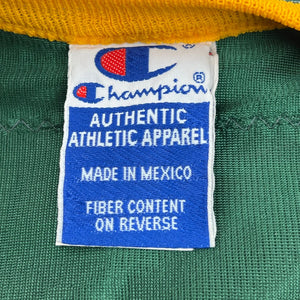 ®
Champion®
AUTHENTIC
ATHLETIC APPAREL
MADE IN MEXICO
FIBER CONTENT
ON REVERSE